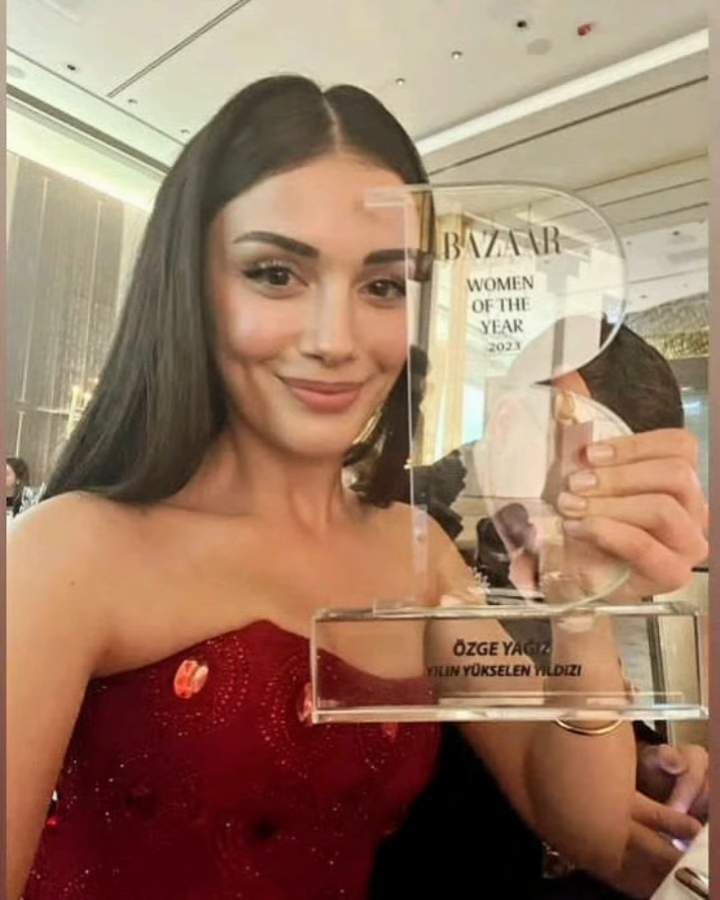 BAZAAR
WOMEN
OF THE
YEAR
2023
ÖZGE YAĞIZ
YILIN YÜKSELEN YILDIZI